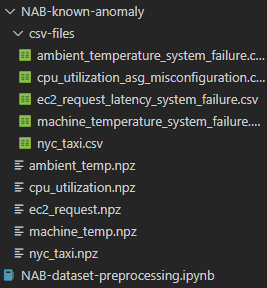 NAB-known-anomaly
csv-files
ambient_temperature_system_failure.c...
cpu_utilization_asg_misconfiguration.c...
ec2_request_latency_system_failure.csv
machine_temperature_system_failure....
nyc_taxi.csv
ambient_temp.npz
cpu_utilization.npz
ec2_request.npz
machine_temp.npz
nyc_taxi.npz
NAB-dataset-preprocessing.ipynb